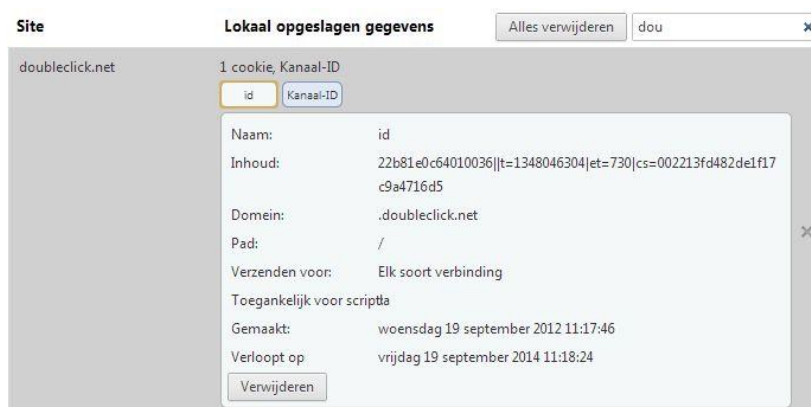 Site Lokaal opgeslagen gegevens Alles verwijderen dou ×
doubleclick.net 1 cookie, Kanaal-ID
id Kanaal-ID
Naam: id
Inhoud: 22b81e0c64010036||t=1348046304|et=730|cs=002213fd482de1f17
c9a4716d5
Domein: .doubleclick.net
Pad: /
Verzenden voor: Elk soort verbinding
Toegankelijk voor script
Gemaakt: woensdag 19 september 2012 11:17:46
Verloopt op vrijdag 19 september 2014 11:18:24
Verwijderen